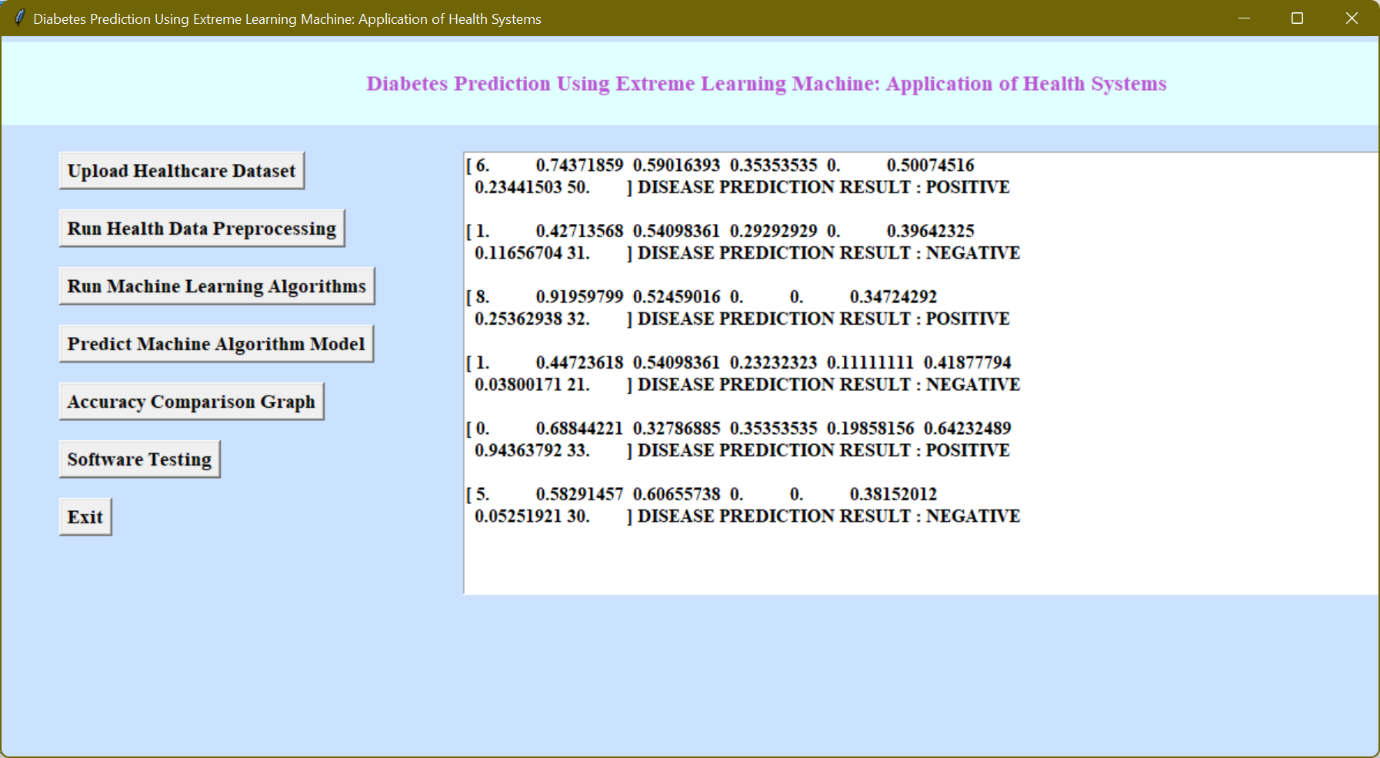 Diabetes Prediction Using Extreme Learning Machine: Application of Health Systems
Diabetes Prediction Using Extreme Learning Machine: Application of Health Systems
Upload Healthcare Dataset
Run Health Data Preprocessing
Run Machine Learning Algorithms
Predict Machine Algorithm Model
Accuracy Comparison Graph
Software Testing
Exit
[ 6. 0.74371859 0.59016393 0.35353535 0. 0.50074516
0.23441503 50. ] DISEASE PREDICTION RESULT : POSITIVE
[ 1. 0.42713568 0.54098361 0.29292929 0. 0.39642325
0.11656704 31. ] DISEASE PREDICTION RESULT : NEGATIVE
[ 8. 0.91959799 0.52459016 0. 0. 0.34724292
0.25362938 32. ] DISEASE PREDICTION RESULT : POSITIVE
[ 1. 0.44723618 0.54098361 0.23232323 0.11111111 0.41877794
0.03800171 21. ] DISEASE PREDICTION RESULT : NEGATIVE
[ 0. 0.68844221 0.32786885 0.35353535 0.19858156 0.64232489
0.94363792 33. ] DISEASE PREDICTION RESULT : POSITIVE
[ 5. 0.58291457 0.60655738 0. 0. 0.38152012
0.05251921 30. ] DISEASE PREDICTION RESULT : NEGATIVE